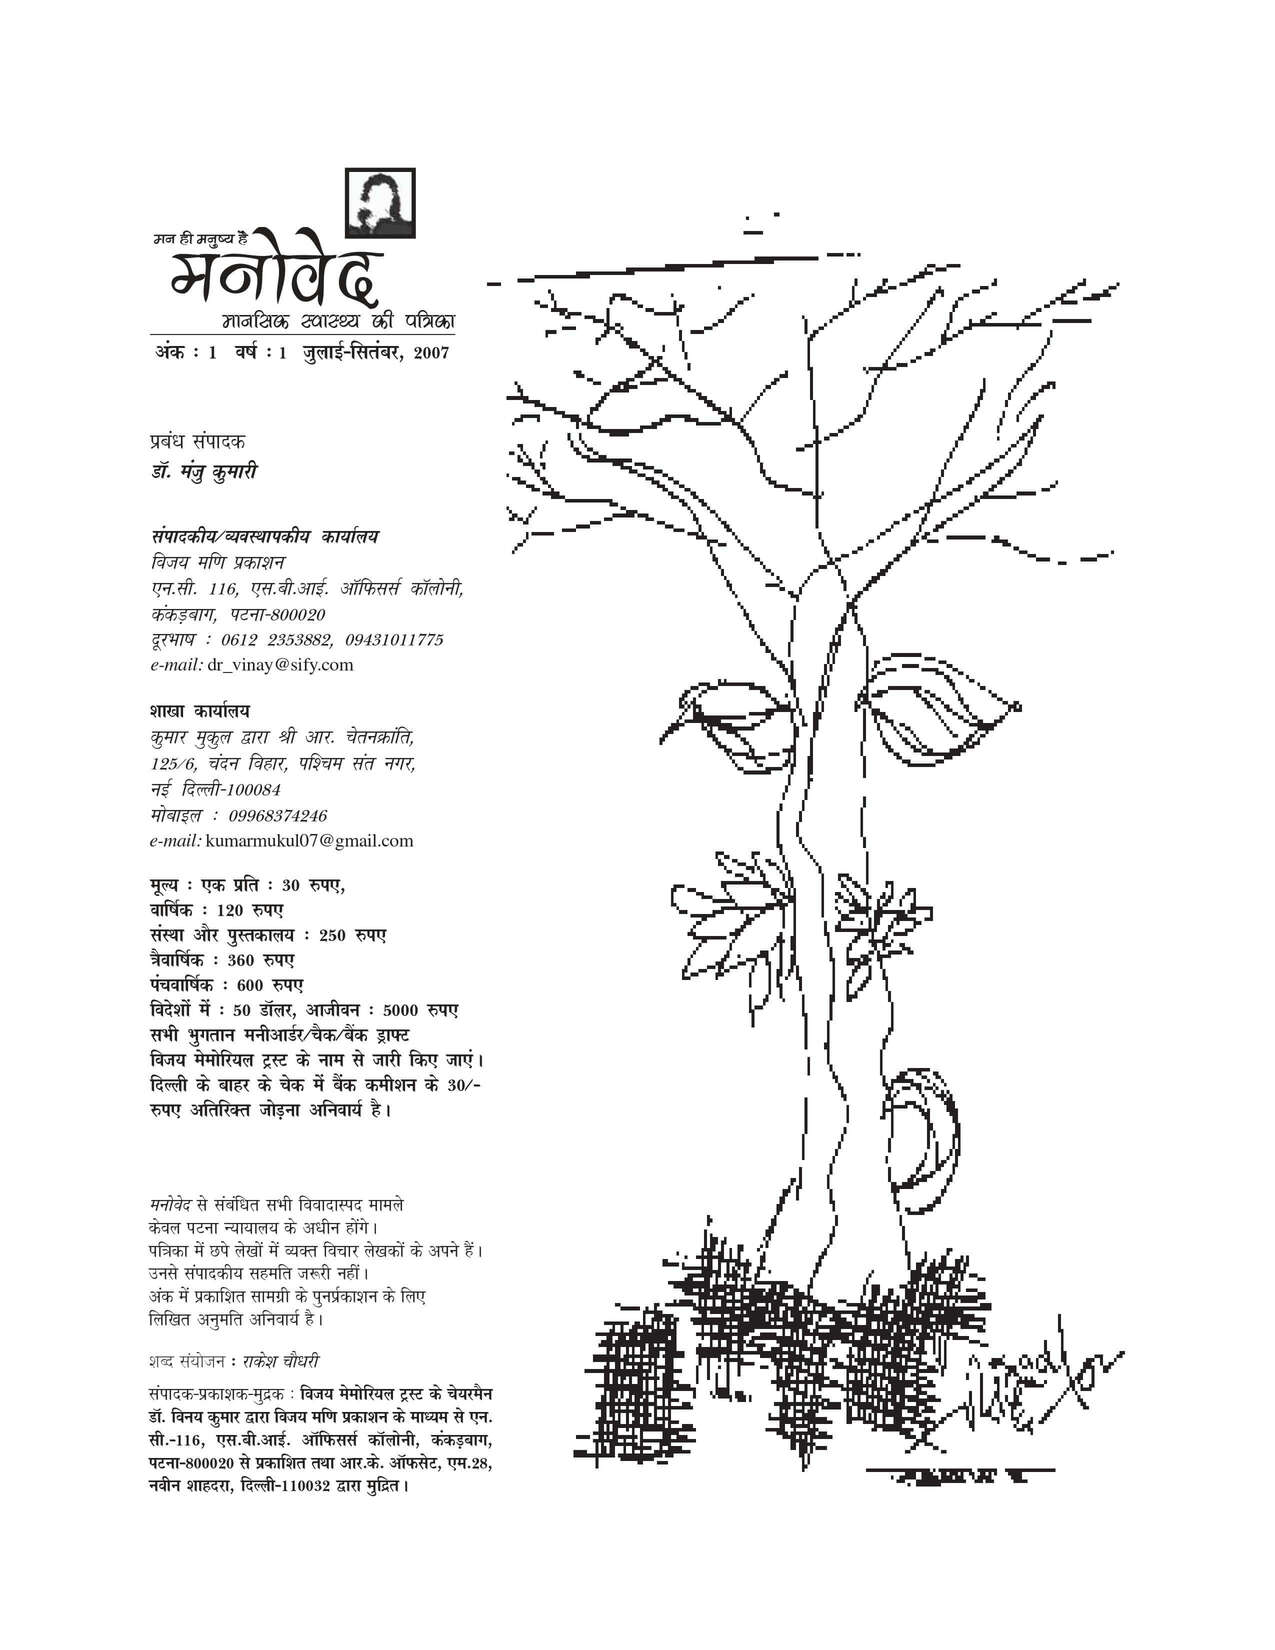 मन ही मनुष्य है
मनोवेद
मानसिक स्वास्थ्य की पत्रिका
अंक : 1 वर्ष : 1 जुलाई-सितंबर, 2007
प्रबंध संपादक
डॉ. मंजु कुमारी
संपादकीय/व्यवस्थापकीय कार्यालय
विजय मणि प्रकाशन
एन.सी. 116, एस.बी.आई. ऑफिसर्स कॉलोनी,
कंकड़बाग, पटना-800020
दूरभाष : 0612 2353882, 09431011775
e-mail: dr_vinay@sify.com
शाखा कार्यालय
कुमार मुकुल द्वारा श्री आर. चेतनक्रांति,
125/6, चंदन विहार, पश्चिम संत नगर,
नई दिल्ली-100084
मोबाइल : 09968374246
e-mail: kumarmukul07@gmail.com
मूल्य : एक प्रति : 30 रुपए,
वार्षिक : 120 रुपए
संस्था और पुस्तकालय : 250 रुपए
त्रैवार्षिक : 360 रुपए
पंचवार्षिक : 600 रुपए
विदेशों में : 50 डॉलर, आजीवन : 5000 रुपए
सभी भुगतान मनीआर्डर/चैक/बैंक ड्राफ्ट
विजय मेमोरियल ट्रस्ट के नाम से जारी किए जाएं।
दिल्ली के बाहर के चेक में बैंक कमीशन के 30/-
रुपए अतिरिक्त जोड़ना अनिवार्य है।
मनोवेद से संबंधित सभी विवादास्पद मामले
केवल पटना न्यायालय के अधीन होंगे।
पत्रिका में छपे लेखों में व्यक्त विचार लेखकों के अपने हैं।
उनसे संपादकीय सहमति जरूरी नहीं।
अंक में प्रकाशित सामग्री के पुनर्प्रकाशन के लिए
लिखित अनुमति अनिवार्य है।
शब्द संयोजन : राकेश चौधरी
संपादक-प्रकाशक-मुद्रक : विजय मेमोरियल ट्रस्ट के चेयरमैन
डॉ. विनय कुमार द्वारा विजय मणि प्रकाशन के माध्यम से एन.
सी.-116, एस.बी.आई. ऑफिसर्स कॉलोनी, कंकड़बाग,
पटना-800020 से प्रकाशित तथा आर.के. ऑफसेट, एम.28,
नवीन शाहदरा, दिल्ली-110032 द्वारा मुद्रित।